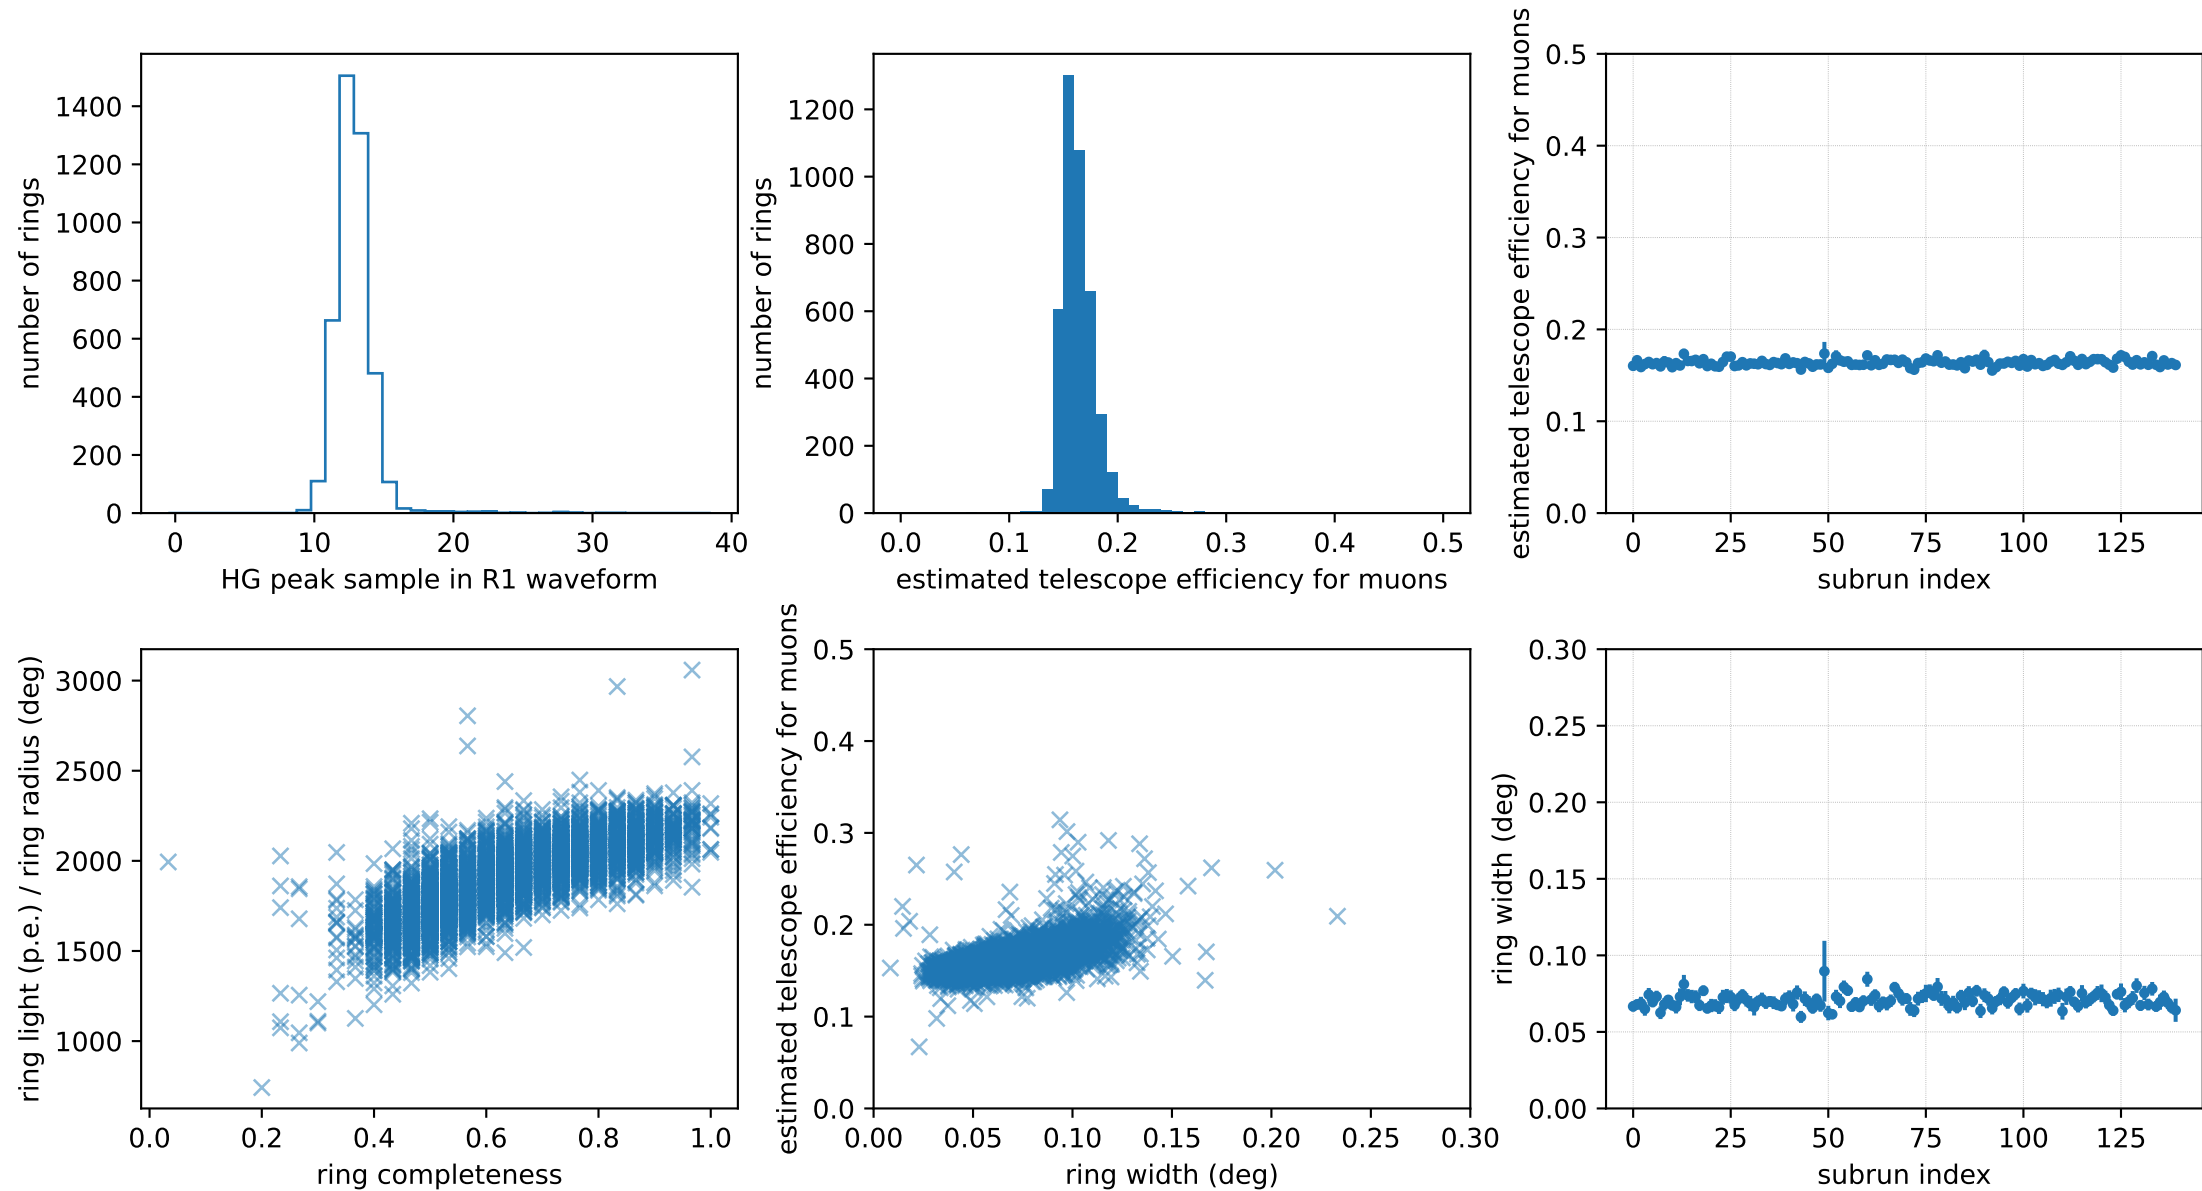 number of rings
1400
1200
1000
800
600
400
200
0
0 10 20 30 40
HG peak sample in R1 waveform
number of rings
1200
1000
800
600
400
200
0
0.0 0.1 0.2 0.3 0.4 0.5
estimated telescope efficiency for muons
estimated telescope efficiency for muons
0.5
0.4
0.3
0.2
0.1
0.0
0 25 50 75 100 125
subrun index
ring light (p.e.) / ring radius (deg)
3000
2500
2000
1500
1000
0.0 0.2 0.4 0.6 0.8 1.0
ring completeness
estimated telescope efficiency for muons
0.5
0.4
0.3
0.2
0.1
0.0
0.00 0.05 0.10 0.15 0.20 0.25 0.30
ring width (deg)
ring width (deg)
0.30
0.25
0.20
0.15
0.10
0.05
0.00
0 25 50 75 100 125
subrun index